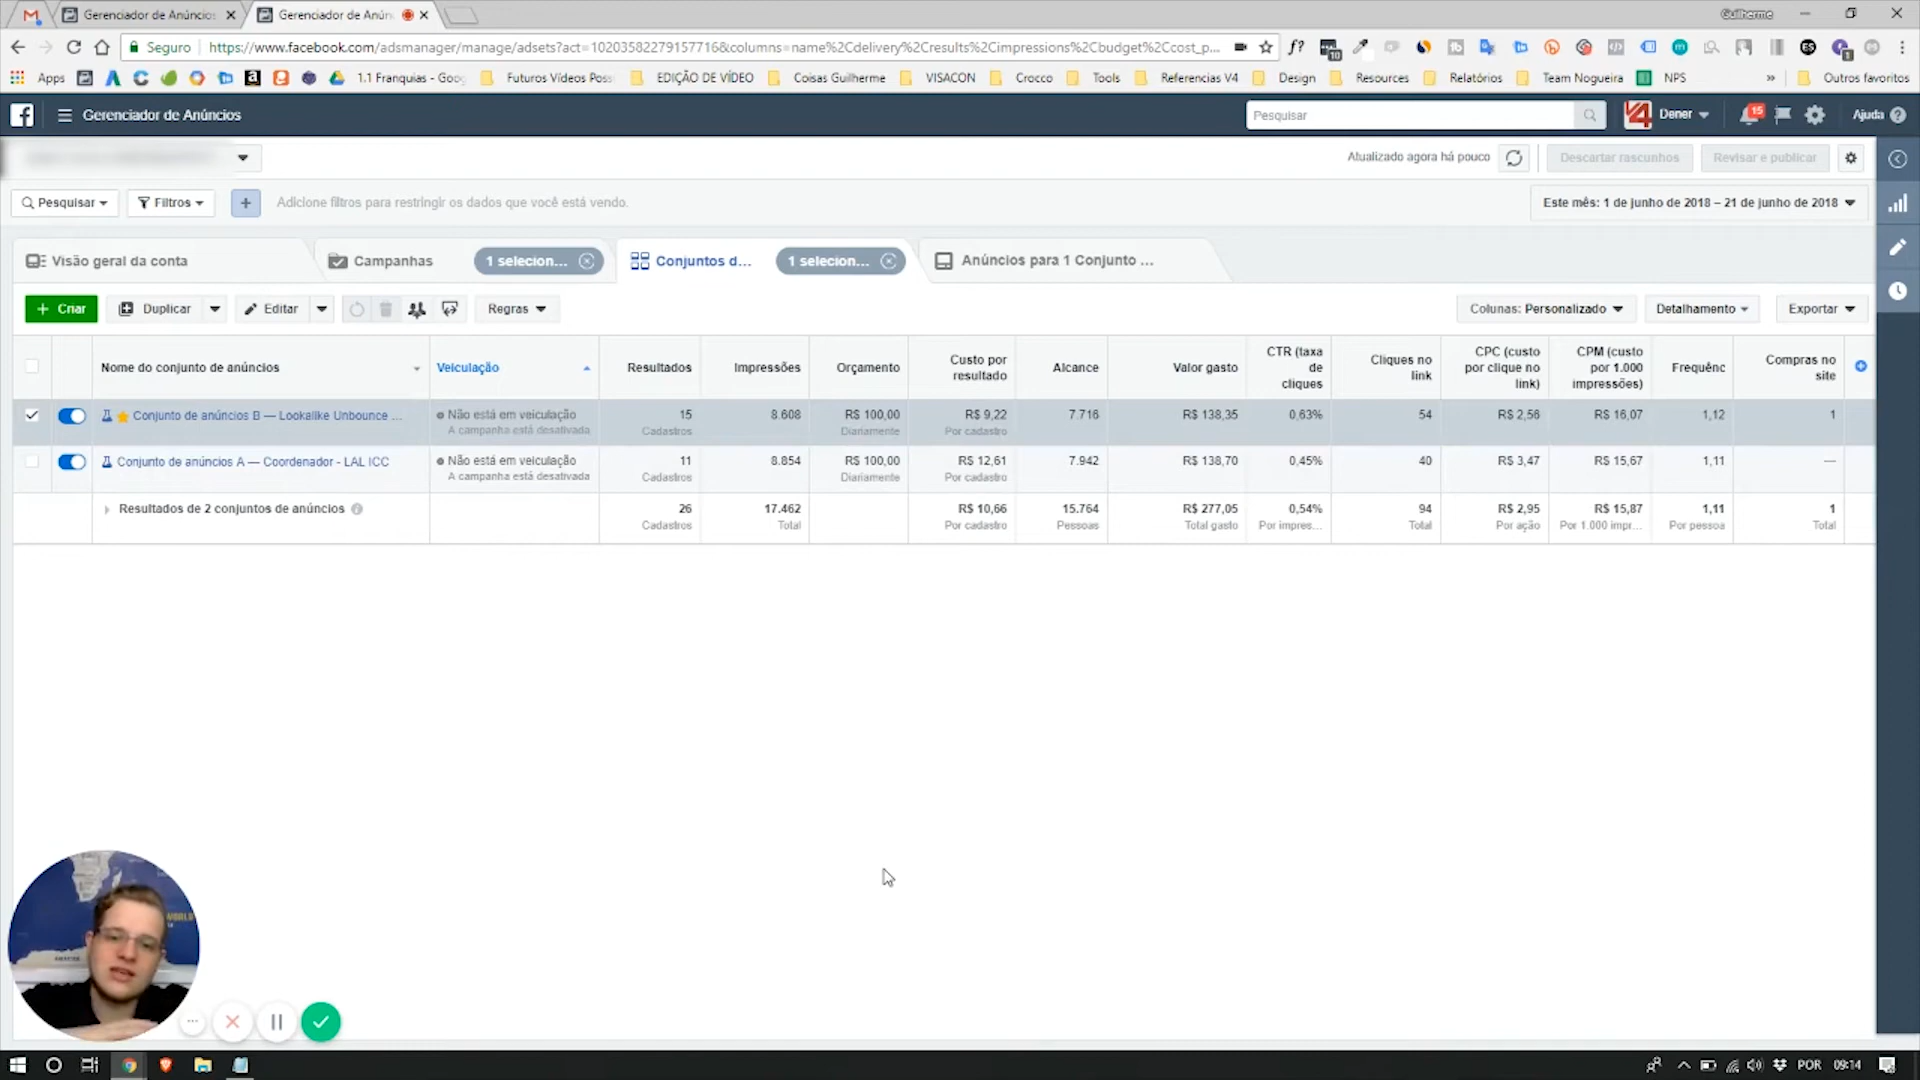 Gerenciador de Anúncios
Gerenciador de Anún
Guilherme
Seguro
https://www.facebook.com/adsmanager/manage/adsets?act=10203582279157716&columns=name%2Cdelivery%2Cresults%2Cimpressions%2Cbudget%2Ccost_p...
f?
10
Apps
1.1 Franquias - Goog
Futuros Vídeos Poss
EDIÇÃO DE VÍDEO
Coisas Guilherme
VISACON
Crocco
Tools
Referencias V4
Design
Resources
Relatórios
Team Nogueira
NPS
»
Outros favoritos
Gerenciador de Anúncios
Pesquisar
Dener
15
Ajuda
Atualizado agora há pouco
Descartar rascunhos
Revisar e publicar
Pesquisar
Filtros
+
Adicione filtros para restringir os dados que você está vendo.
Este mês: 1 de junho de 2018 – 21 de junho de 2018
Visão geral da conta
Campanhas
1 selecion...
Conjuntos d...
1 selecion...
Anúncios para 1 Conjunto ...
+ Criar
Duplicar
Editar
Regras
Colunas: Personalizado
Detalhamento
Exportar
Nome do conjunto de anúncios
Veiculação
Resultados
Impressões
Orçamento
Custo por resultado
Alcance
Valor gasto
CTR (taxa de cliques
Cliques no link
CPC (custo por clique no link)
CPM (custo por 1.000 impressões)
Frequênc
Compras no site
Conjunto de anúncios B — Lookalike Unbounce ...
Não está em veiculação
A campanha está desativada
15
Cadastros
8.608
R$ 100,00
Diariamente
R$ 9,22
Por cadastro
7.716
R$ 138,35
0,63%
54
R$ 2,56
R$ 16,07
1,12
1
Conjunto de anúncios A — Coordenador - LAL ICC
Não está em veiculação
A campanha está desativada
11
Cadastros
8.854
R$ 100,00
Diariamente
R$ 12,61
Por cadastro
7.942
R$ 138,70
0,45%
40
R$ 3,47
R$ 15,67
1,11
—
Resultados de 2 conjuntos de anúncios
26
Cadastros
17.462
Total
R$ 10,66
Por cadastro
15.764
Pessoas
R$ 277,05
Total gasto
0,54%
Por impres...
94
Total
R$ 2,95
Por ação
R$ 15,87
Por 1.000 impr...
1,11
Por pessoa
1
Total
POR
09:14